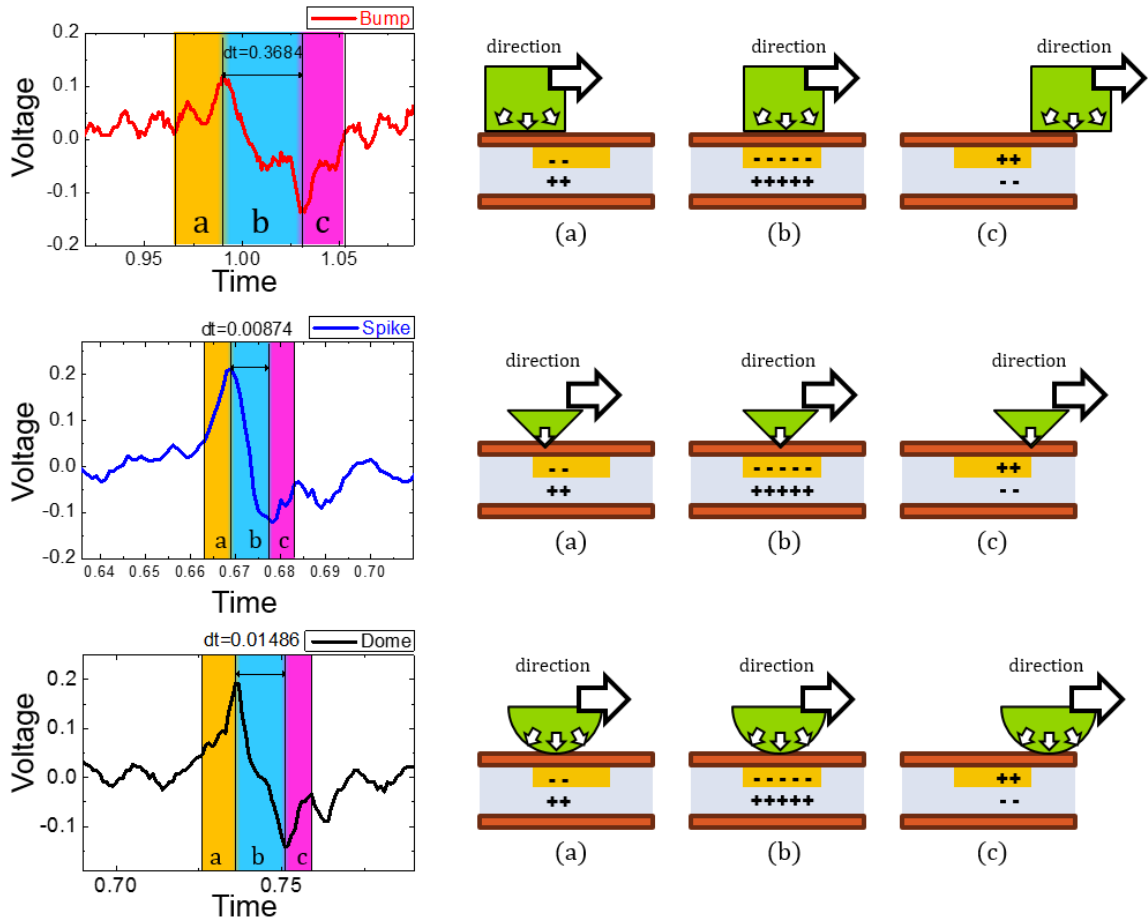 Bump
dt=0.3684
0.2
0.1
0.0
-0.1
-0.2
Voltage
a b c
0.95 1.00 1.05
Time
direction direction direction
- - - - - - - ++
++ +++++ - -
(a) (b) (c)
dt=0.00874 Spike
0.2
0.1
0.0
-0.1
-0.2
Voltage
a b c
0.64 0.65 0.66 0.67 0.68 0.69 0.70
Time
direction direction direction
- - - - - - - ++
++ +++++ - -
(a) (b) (c)
dt=0.01486 Dome
0.2
0.1
0.0
-0.1
Voltage
a b c
0.70 0.75
Time
direction direction direction
- - - - - - - ++
++ +++++ - -
(a) (b) (c)